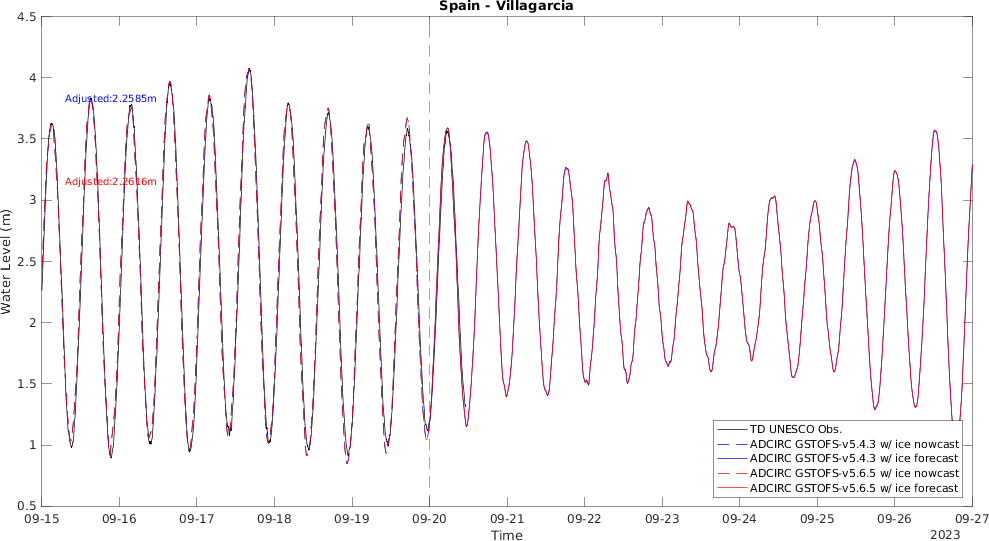 Spain - Villagarcia
4.5
4
3.5
3
2.5
2
1.5
1
0.5
Water Level (m)
Adjusted:2.2585m
Adjusted:2.2616m
TD UNESCO Obs.
ADCIRC GSTOFS-v5.4.3 w/ ice nowcast
ADCIRC GSTOFS-v5.4.3 w/ ice forecast
ADCIRC GSTOFS-v5.6.5 w/ ice nowcast
ADCIRC GSTOFS-v5.6.5 w/ ice forecast
09-15 09-16 09-17 09-18 09-19 09-20 09-21 09-22 09-23 09-24 09-25 09-26 09-27
Time
2023